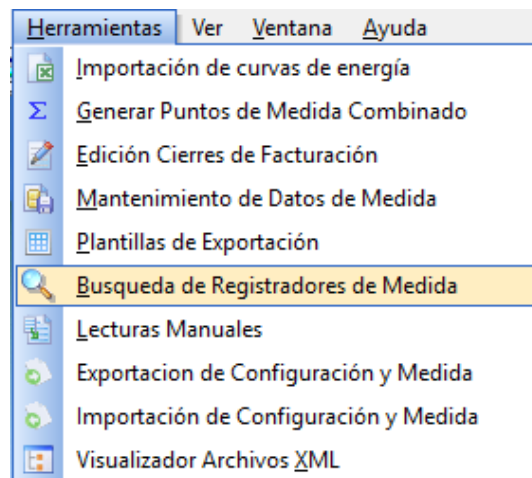 Herramientas Ver Ventana Ayuda
Importación de curvas de energía
Σ Generar Puntos de Medida Combinado
Edición Cierres de Facturación
Mantenimiento de Datos de Medida
Plantillas de Exportación
Busqueda de Registradores de Medida
Lecturas Manuales
Exportacion de Configuración y Medida
Importación de Configuración y Medida
Visualizador Archivos XML